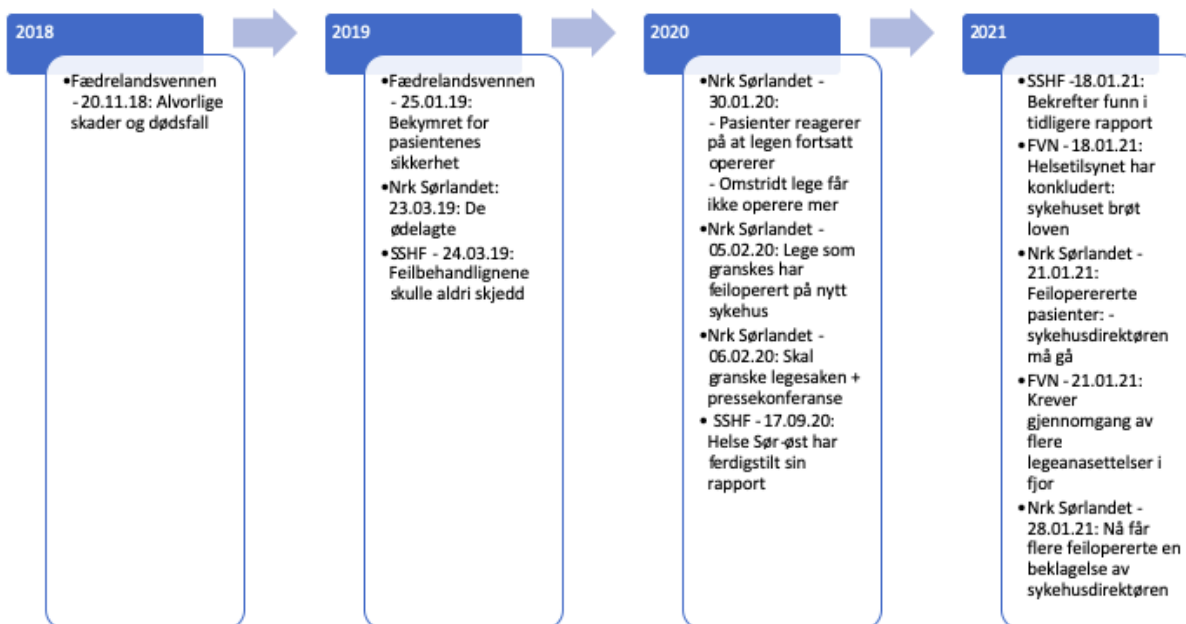 2018
•Fædrelandsvennen
- 20.11.18: Alvorlige
skader og dødsfall
2019
•Fædrelandsvennen
- 25.01.19:
Bekymret for
pasientenes
sikkerhet
•Nrk Sørlandet:
23.03.19: De
ødelagte
•SSHF - 24.03.19:
Feilbehandlignene
skulle aldri skjedd
2020
•Nrk Sørlandet -
30.01.20:
- Pasienter reagerer
på at legen fortsatt
opererer
- Omstridt lege får
ikke operere mer
•Nrk Sørlandet -
05.02.20: Lege som
granskes har
feiloperert på nytt
sykehus
•Nrk Sørlandet -
06.02.20: Skal
granske legesaken +
pressekonferanse
• SSHF - 17.09.20:
Helse Sør-øst har
ferdigstilt sin
rapport
2021
•SSHF -18.01.21:
Bekrefter funn i
tidligere rapport
•FVN - 18.01.21:
Helsetilsynet har
konkludert:
sykehuset brøt
loven
•Nrk Sørlandet -
21.01.21:
Feiloperererte
pasienter: -
sykehusdirektøren
må gå
•FVN - 21.01.21:
Krever
gjennomgang av
flere
legeanasettelser i
fjor
•Nrk Sørlandet -
28.01.21: Nå får
flere feilopererte en
beklagelse av
sykehusdirektøren